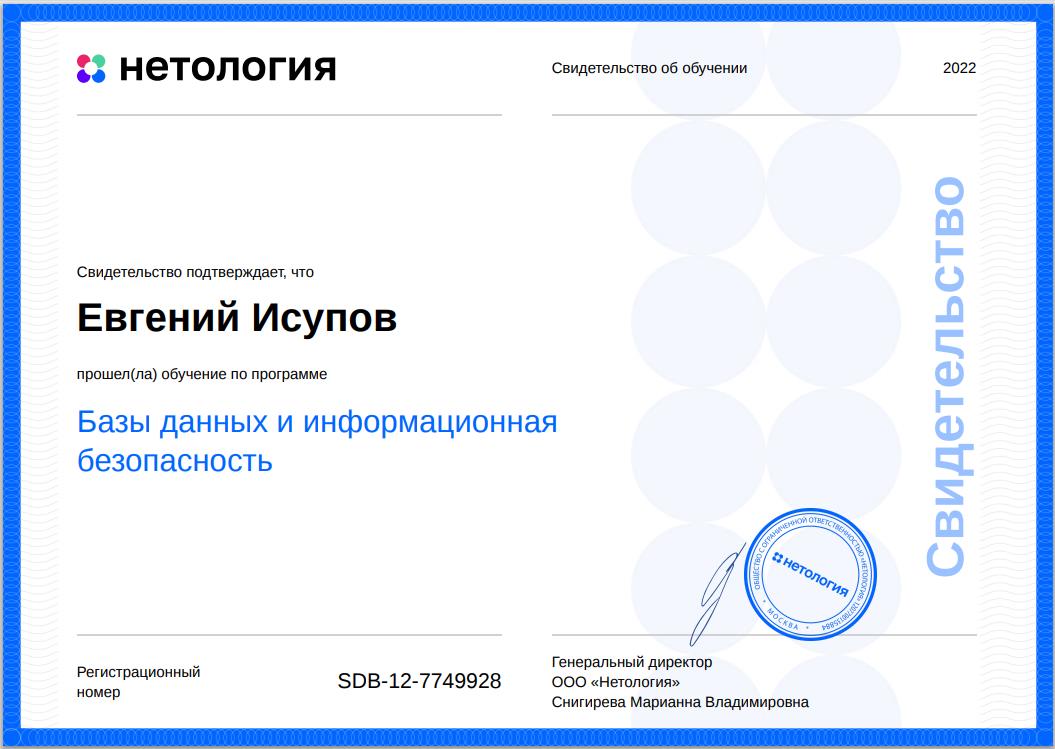 нетология
Свидетельство об обучении
2022
Свидетельство подтверждает, что
Евгений Исупов
прошел(ла) обучение по программе
Базы данных и информационная
безопасность
Свидетельство
ОБЩЕСТВО С ОГРАНИЧЕННОЙ ОТВЕТСТВЕННОСТЬЮ «НЕТОЛОГИЯ»
* МОСКВА *
нетология
Регистрационный
номер
SDB-12-7749928
Генеральный директор
ООО «Нетология»
Снигирева Марианна Владимировна